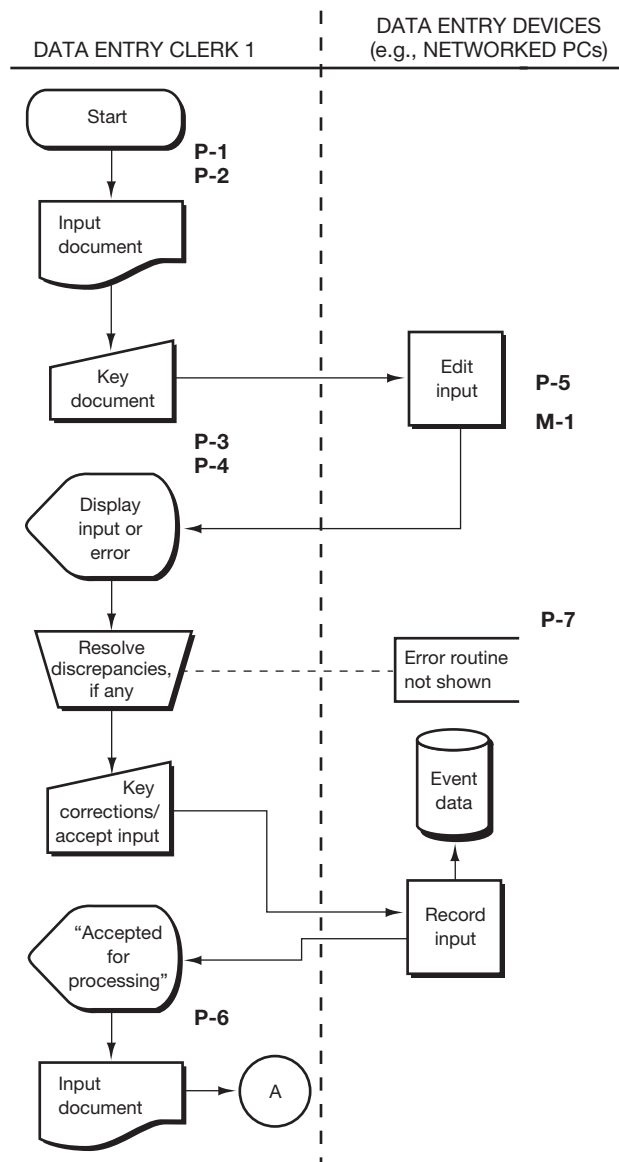 DATA ENTRY CLERK 1
DATA ENTRY DEVICES
(e.g., NETWORKED PCs)
Start
P-1
P-2
Input
document
Key
document
Edit
input
P-5
M-1
P-3
P-4
Display
input or
error
P-7
Resolve
discrepancies,
if any
Error routine
not shown
Event
data
Key
corrections/
accept input
Record
input
“Accepted
for
processing”
P-6
Input
document
A